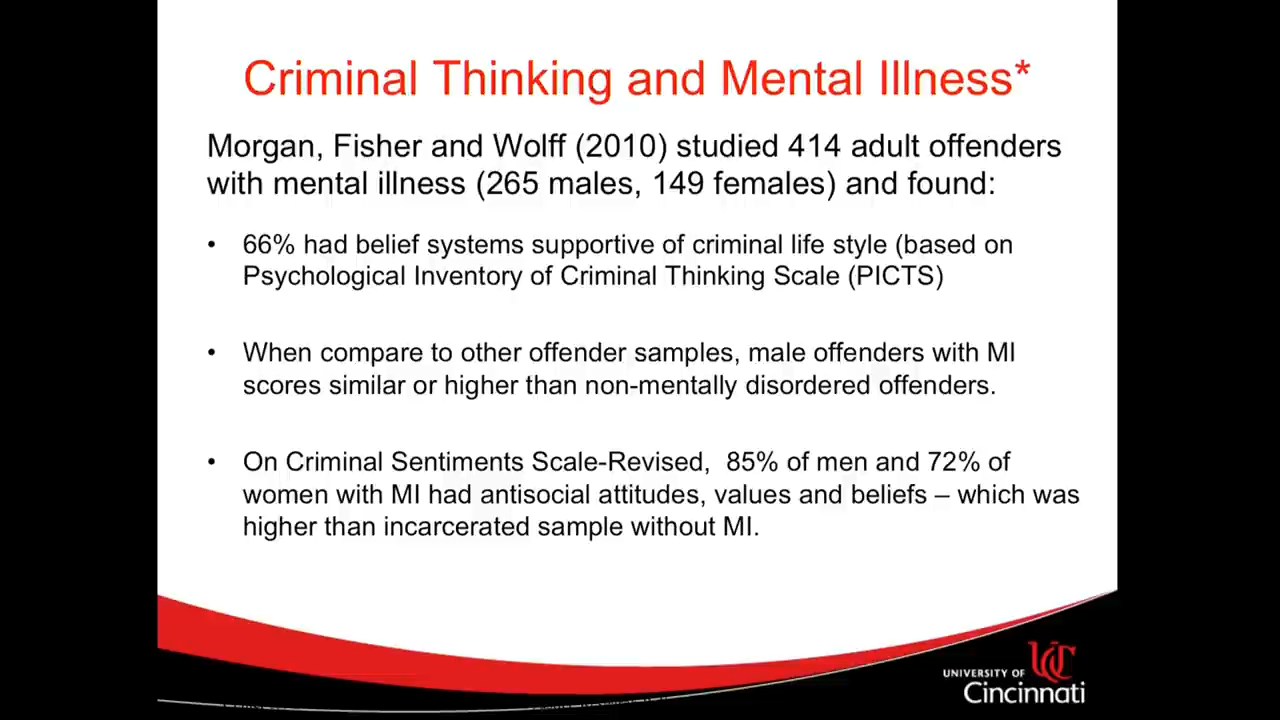 Criminal Thinking and Mental Illness*
Morgan, Fisher and Wolff (2010) studied 414 adult offenders
with mental illness (265 males, 149 females) and found:
• 66% had belief systems supportive of criminal life style (based on
Psychological Inventory of Criminal Thinking Scale (PICTS)
• When compare to other offender samples, male offenders with MI
scores similar or higher than non-mentally disordered offenders.
• On Criminal Sentiments Scale-Revised, 85% of men and 72% of
women with MI had antisocial attitudes, values and beliefs – which was
higher than incarcerated sample without MI.
UC
UNIVERSITY OF
Cincinnati